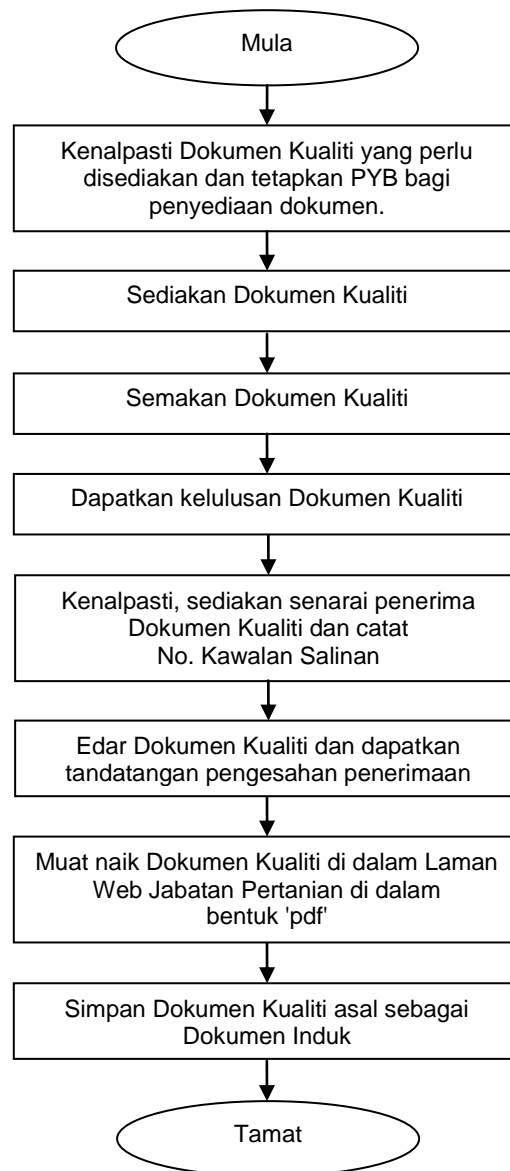 Mula
Kenalpasti Dokumen Kualiti yang perlu
disediakan dan tetapkan PYB bagi
penyediaan dokumen.
Sediakan Dokumen Kualiti
Semakan Dokumen Kualiti
Dapatkan kelulusan Dokumen Kualiti
Kenalpasti, sediakan senarai penerima
Dokumen Kualiti dan catat
No. Kawalan Salinan
Edar Dokumen Kualiti dan dapatkan
tandatangan pengesahan penerimaan
Muat naik Dokumen Kualiti di dalam Laman
Web Jabatan Pertanian di dalam
bentuk 'pdf'
Simpan Dokumen Kualiti asal sebagai
Dokumen Induk
Tamat